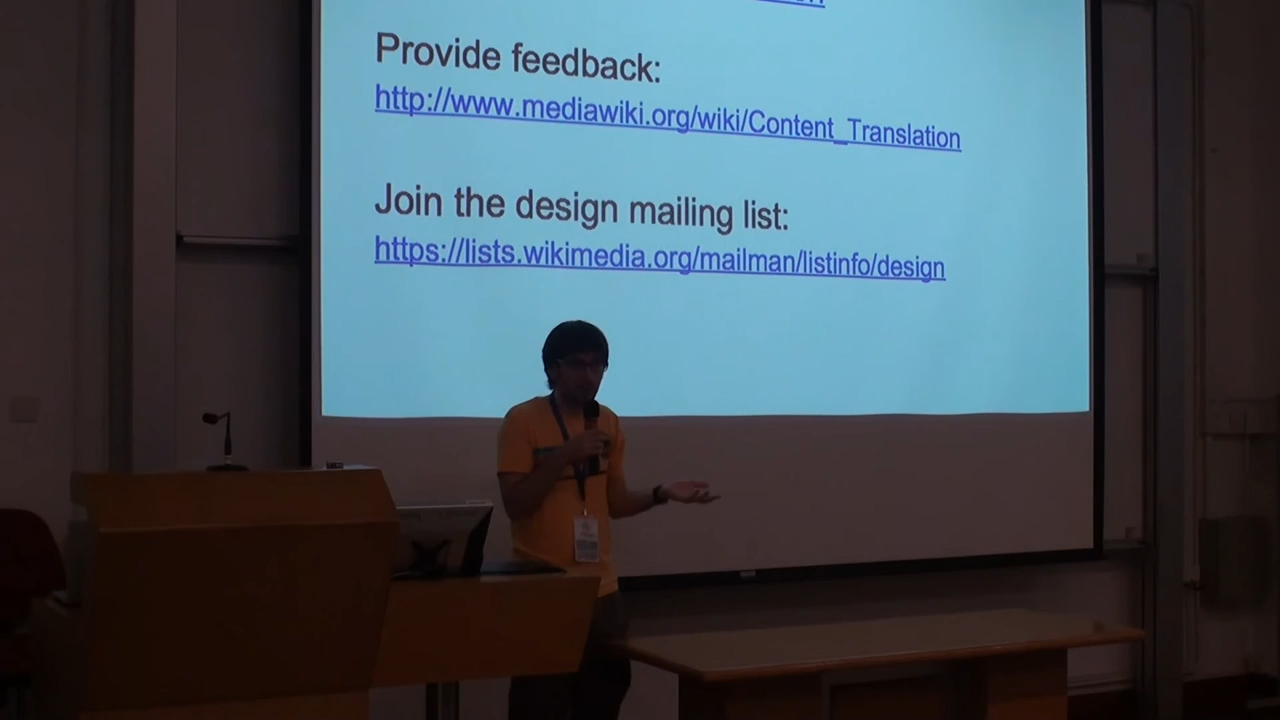 Provide feedback:
http://www.mediawiki.org/wiki/Content_Translation
Join the design mailing list:
https://lists.wikimedia.org/mailman/listinfo/design